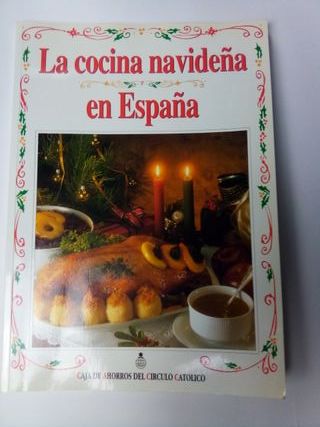 La cocina navideña
en España
CAJA DE AHORROS DEL CIRCULO CATOLICO